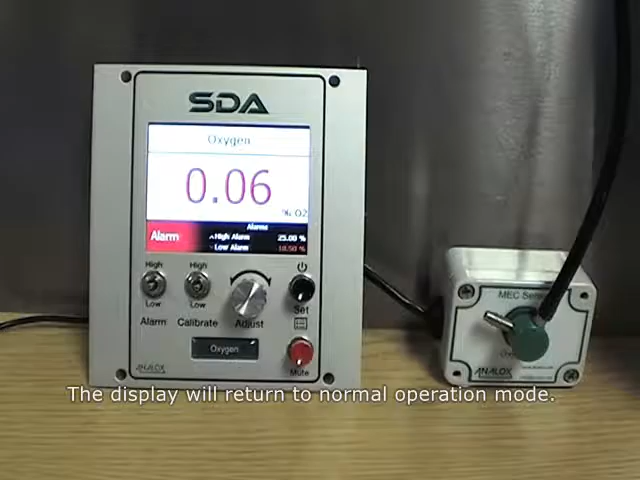 SDA
Oxygen
0.06
% O2
Alarms
Alarm
High Alarm 25.00 %
Low Alarm 18.50 %
High High
Low Low
Set
Alarm Calibrate Adjust
Oxygen
Mute
ANALOX
MEC
ANALOX
The display will return to normal operation mode.